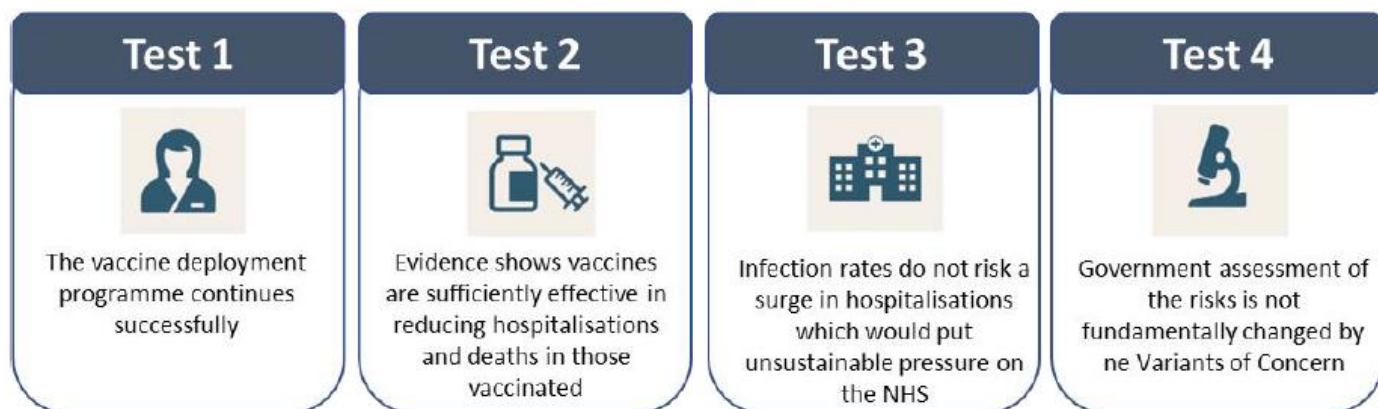 Test 1
The vaccine deployment
programme continues
successfully
Test 2
Evidence shows vaccines
are sufficiently effective in
reducing hospitalisations
and deaths in those
vaccinated
Test 3
Infection rates do not risk a
surge in hospitalisations
which would put
unsustainable pressure on
the NHS
Test 4
Government assessment of
the risks is not
fundamentally changed by
ne Variants of Concern